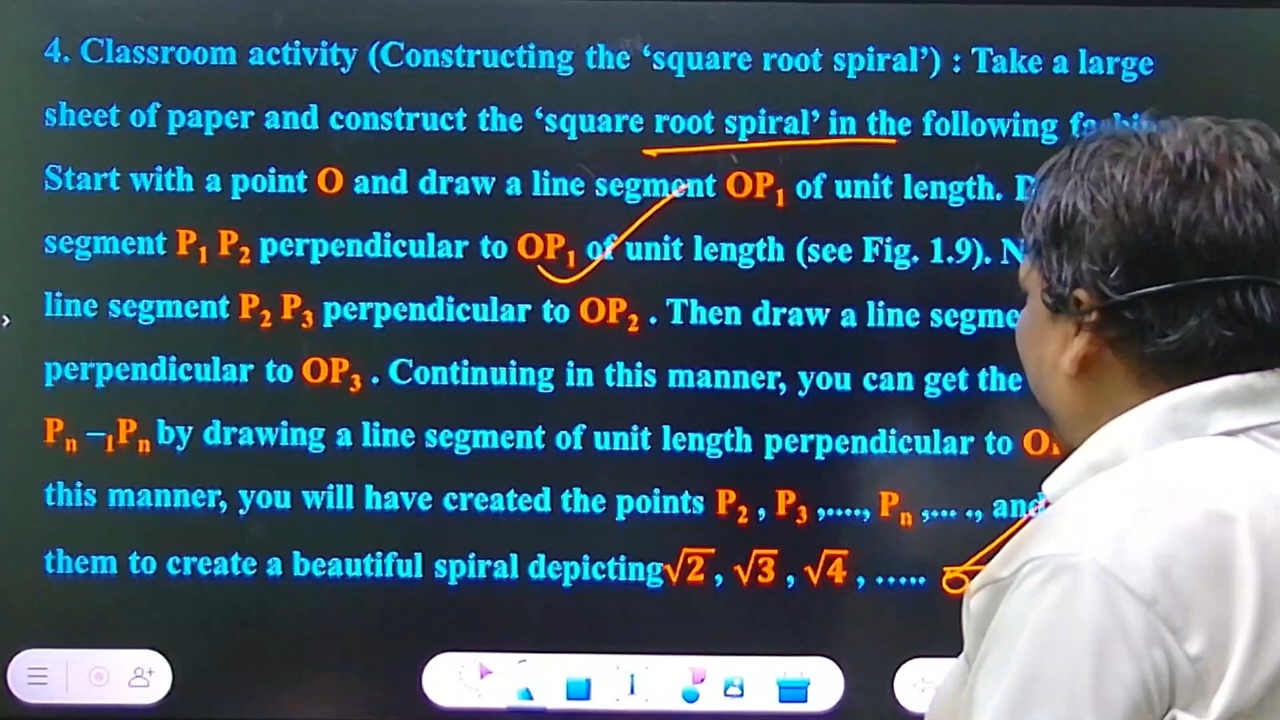 4. Classroom activity (Constructing the ‘square root spiral’) : Take a large
sheet of paper and construct the ‘square root spiral’ in the following
Start with a point O and draw a line segment OP₁ of unit length.
segment P₁ P₂ perpendicular to OP₁ of unit length (see Fig. 1.9).
line segment P₂ P₃ perpendicular to OP₂ . Then draw a line
perpendicular to OP₃ . Continuing in this manner, you can get the
Pₙ –₁Pₙ by drawing a line segment of unit length perpendicular to
this manner, you will have created the points P₂ , P₃ ,....., Pₙ ,... ., and
them to create a beautiful spiral depicting √2 , √3 , √4 , .....